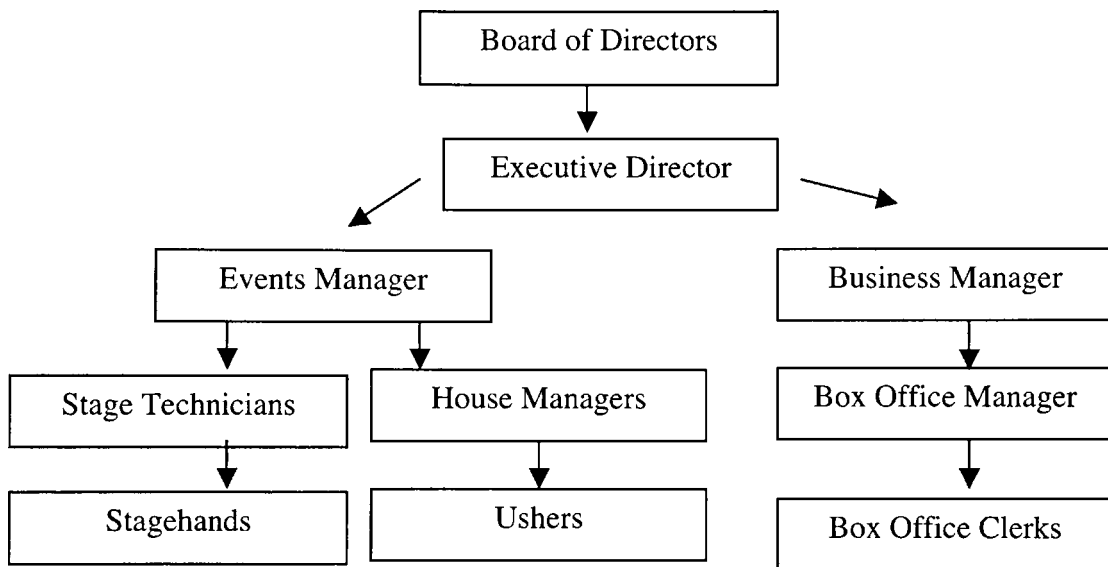 Board of Directors
Executive Director
Events Manager
Business Manager
Stage Technicians
House Managers
Box Office Manager
Stagehands
Ushers
Box Office Clerks